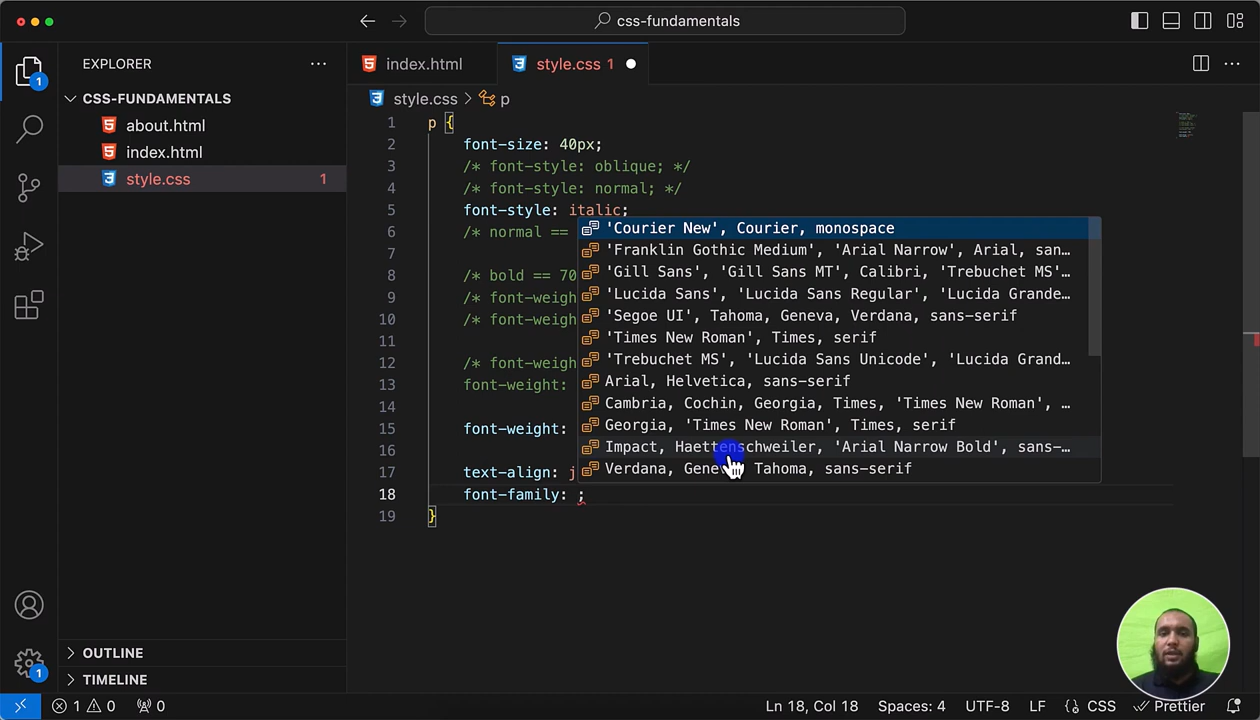 css-fundamentals
EXPLORER
index.html
style.css 1
CSS-FUNDAMENTALS
style.css > p
about.html
index.html
style.css 1
1 p {
2 font-size: 40px;
3 /* font-style: oblique; */
4 /* font-style: normal; */
5 font-style: italic;
6 /* normal ==
7
8 /* bold == 70
9 /* font-weigh
10 /* font-weigh
11
12 /* font-weigh
13 font-weight:
14
15 font-weight:
16
17 text-align: j
18 font-family: ;
19 }
'Courier New', Courier, monospace
'Franklin Gothic Medium', 'Arial Narrow', Arial, san…
'Gill Sans', 'Gill Sans MT', Calibri, 'Trebuchet MS'…
'Lucida Sans', 'Lucida Sans Regular', 'Lucida Grande…
'Segoe UI', Tahoma, Geneva, Verdana, sans-serif
'Times New Roman', Times, serif
'Trebuchet MS', 'Lucida Sans Unicode', 'Lucida Grand…
Arial, Helvetica, sans-serif
Cambria, Cochin, Georgia, Times, 'Times New Roman', …
Georgia, 'Times New Roman', Times, serif
Impact, Haettenschweiler, 'Arial Narrow Bold', sans-…
Verdana, Geneva, Tahoma, sans-serif
1
OUTLINE
1
TIMELINE
1 0 0
Ln 18, Col 18
Spaces: 4
UTF-8
LF
{} CSS
Prettier